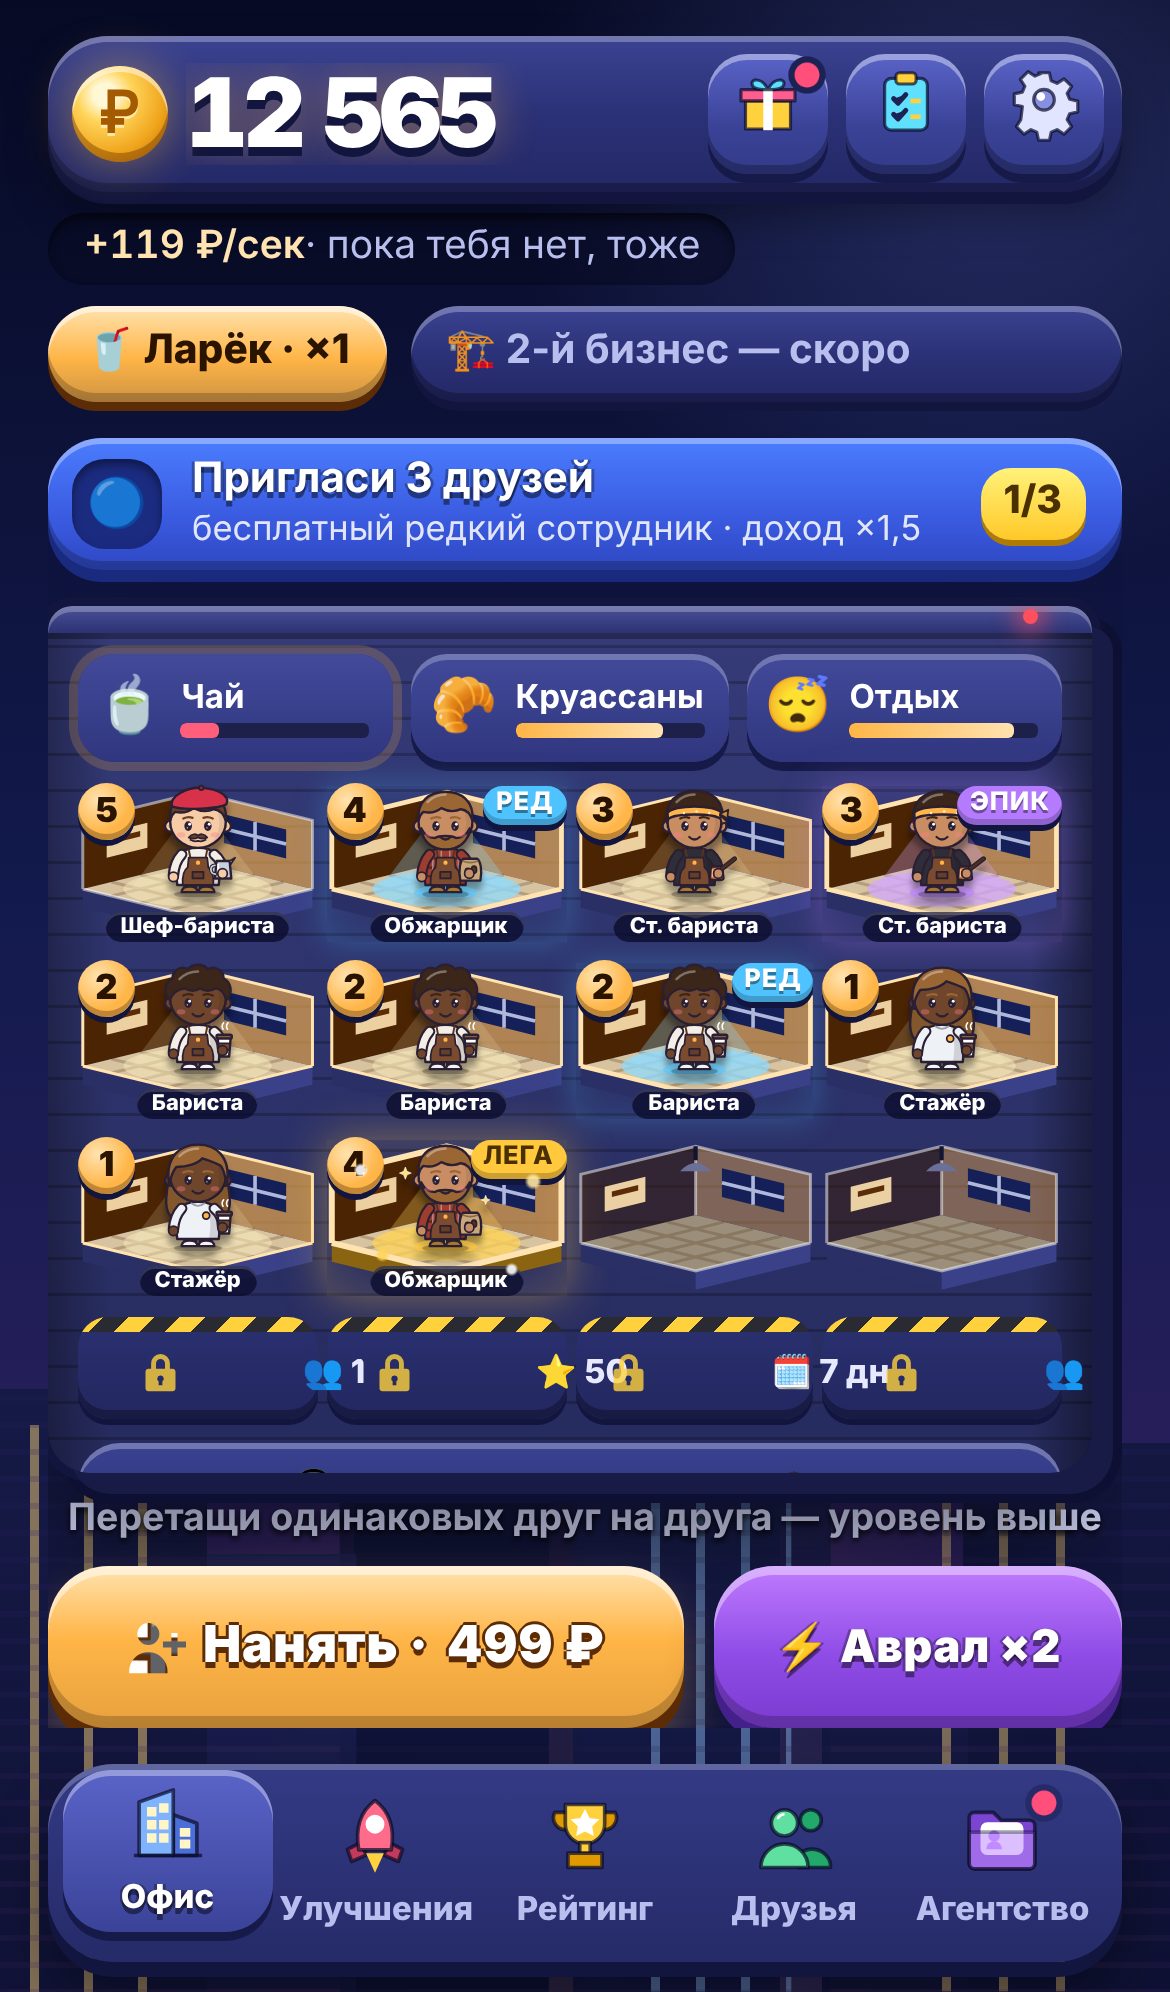 ₽ 12 565
+119 ₽/сек · пока тебя нет, тоже
Ларёк · ×1
2-й бизнес — скоро
Пригласи 3 друзей
бесплатный редкий сотрудник · доход ×1,5
1/3
Чай
Круассаны
Отдых
5
4 РЕД
3
3 ЭПИК
Шеф-бариста
Обжарщик
Ст. бариста
Ст. бариста
2
2
2 РЕД
1
Бариста
Бариста
Бариста
Стажёр
1
4 ЛЕГА
Стажёр
Обжарщик
1
50
7 дн
Перетащи одинаковых друг на друга — уровень выше
Нанять · 499 ₽
Аврал ×2
Офис
Улучшения
Рейтинг
Друзья
Агентство